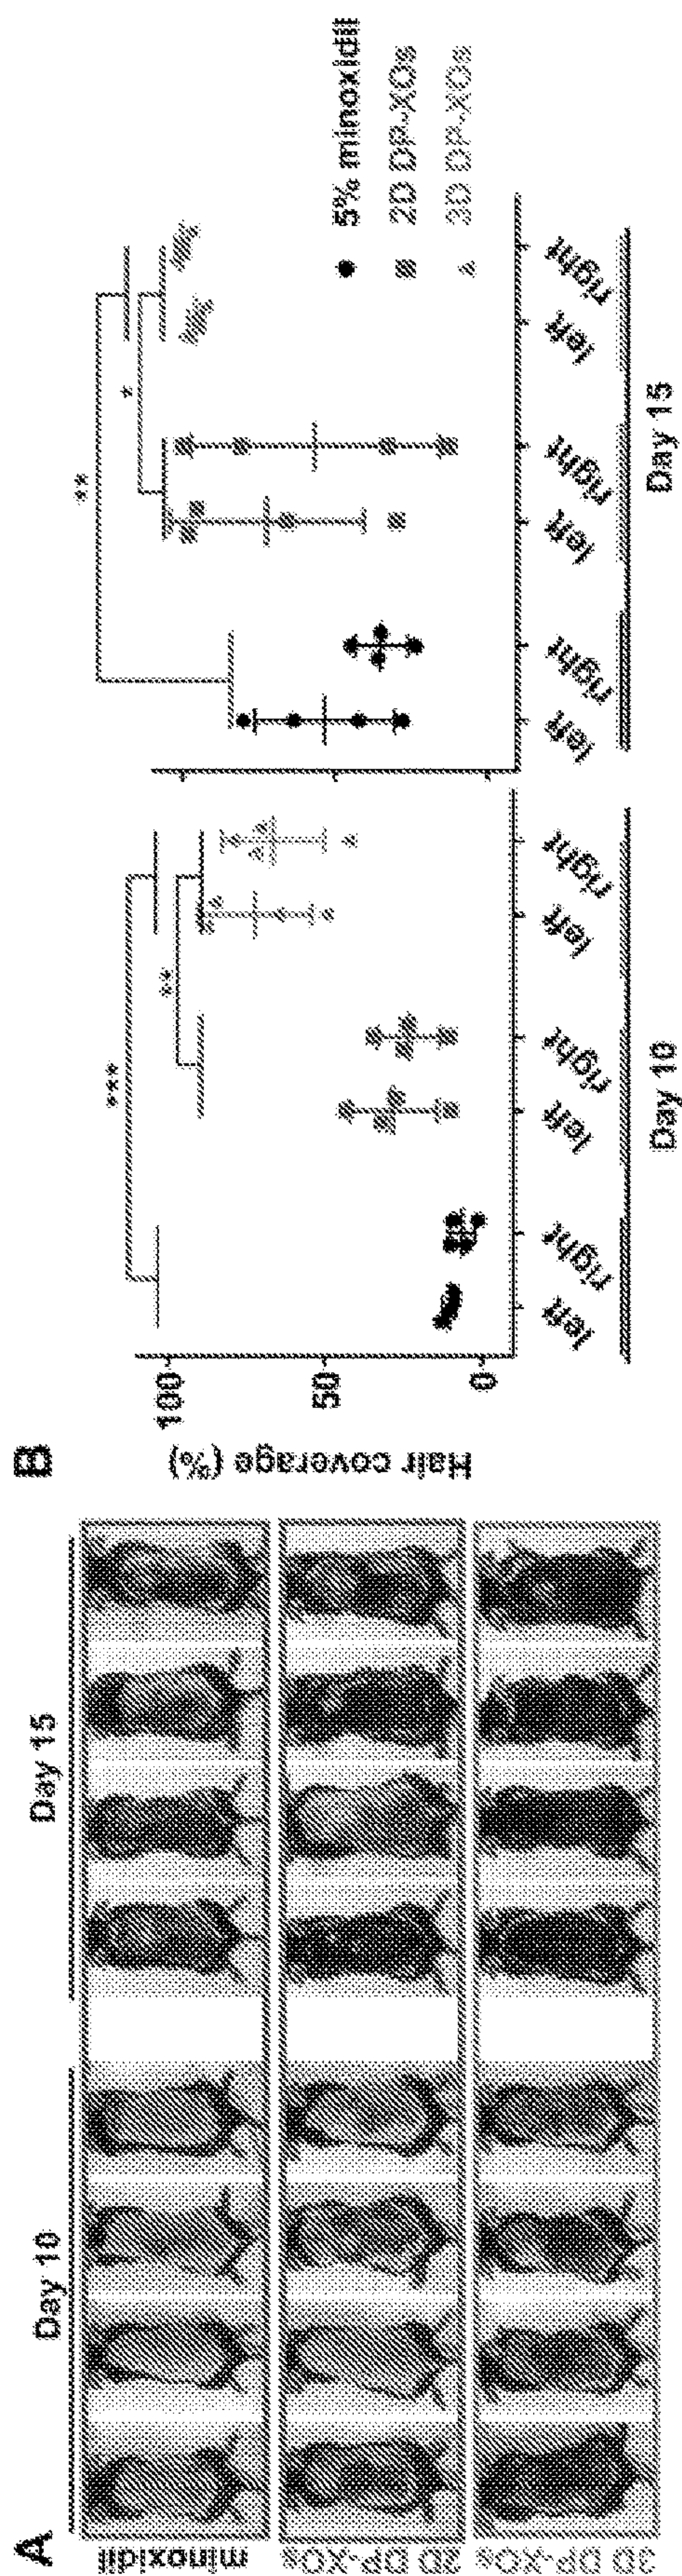 A
Day 10
Day 15
minoxidil
2D DP-XOs
3D DP-XOs
B
Hair coverage (%)
100
50
0
***
**
**
*
5% minoxidil
2D DP-XOs
3D DP-XOs
left
right
left
right
left
right
left
right
left
right
left
right
Day 10
Day 15